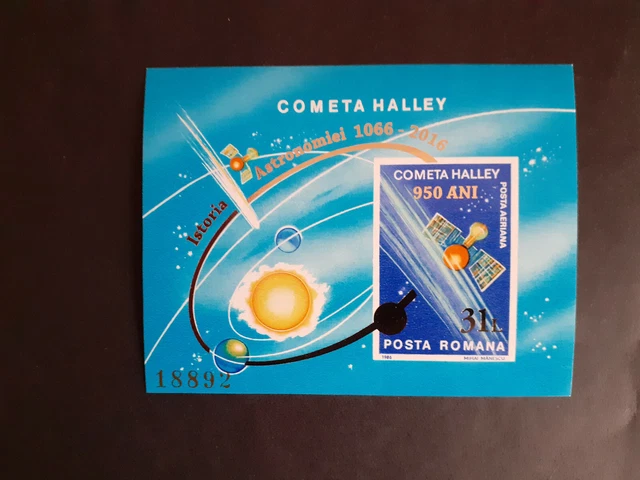 COMETA HALLEY
Istoria Astronomiei 1066 - 2016
COMETA HALLEY
950 ANI
POSTA AERIANA
31L
POSTA ROMANA
18892